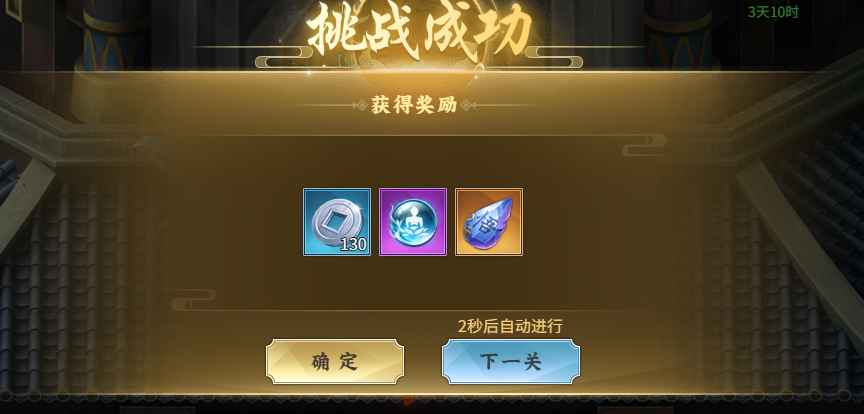 3天10时
挑战成功
获得奖励
130
2秒后自动进行
确定
下一关